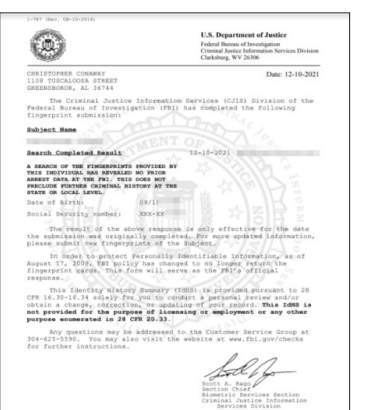 1-787 (Rev. 08-10-2020)
U.S. Department of Justice
Federal Bureau of Investigation
Criminal Justice Information Services Division
Clarksburg, WV 26306
CHRISTOPHER CONAWAY
1108 TUSCALOOSA STREET
GREENSBOROR, AL 36744
Date: 12-10-2021
The Criminal Justice Information Services (CJIS) Division of the
Federal Bureau of Investigation (FBI) has completed the following
fingerprint submission:
Subject Name
Search Completed Result 12-10-2021
A SEARCH OF THE FINGERPRINTS PROVIDED BY
THIS INDIVIDUAL HAS REVEALED NO PRIOR
ARREST DATA AT THE FBI. THIS DOES NOT
PRECLUDE FURTHER CRIMINAL HISTORY AT THE
STATE OR LOCAL LEVEL.
Date of Birth: 09/1
Social Security number: XXX-XX
The result of the above response is only effective for the date
the submission was originally completed. For more updated information,
please submit new fingerprints of the Subject.
In order to protect Personally Identifiable Information, as of
August 17, 2009, FBI policy has changed to no longer return the
fingerprint cards. This form will serve as the FBI's official
response.
This Identity History Summary (IdHS) is provided pursuant to 28
CFR 16.30-16.34 solely for you to conduct a personal review and/or
obtain a change, correction, or updating of your record. This IdHS is
not provided for the purpose of licensing or employment or any other
purpose enumerated in 28 CFR 20.33.
Any questions may be addressed to the Customer Service Group at
304-625-5590. You may also visit the website at www.fbi.gov/checks
for further instructions.
Scott A. Rago
Section Chief
Biometric Services Section
Criminal Justice Information
Services Division